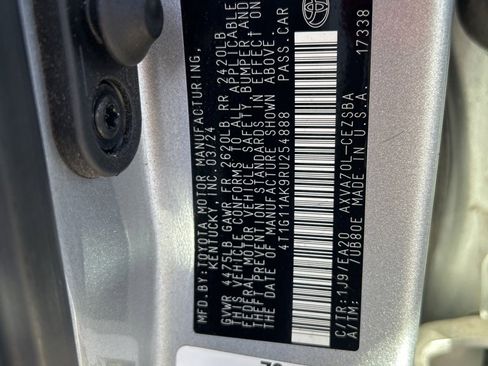 MFD.BY:TOYOTA MOTOR MANUFACTURING,
KENTUCKY, INC.03/24
GVWR 4475LB GAWR FR 2620LB RR 2420LB
THIS VEHICLE CONFORMS TO ALL APPLICABLE
FEDERAL MOTOR VEHICLE SAFETY, BUMPER, AND
THEFT PREVENTION STANDARDS IN EFFECT ON
THE DATE OF MANUFACTURE SHOWN ABOVE.
4T1G11AK9RU254888 PASS.CAR
C/TR:1J9/EA20 AXVA70L-CEZSBA
A/TM: /UB80E MADE IN U.S.A. 17338